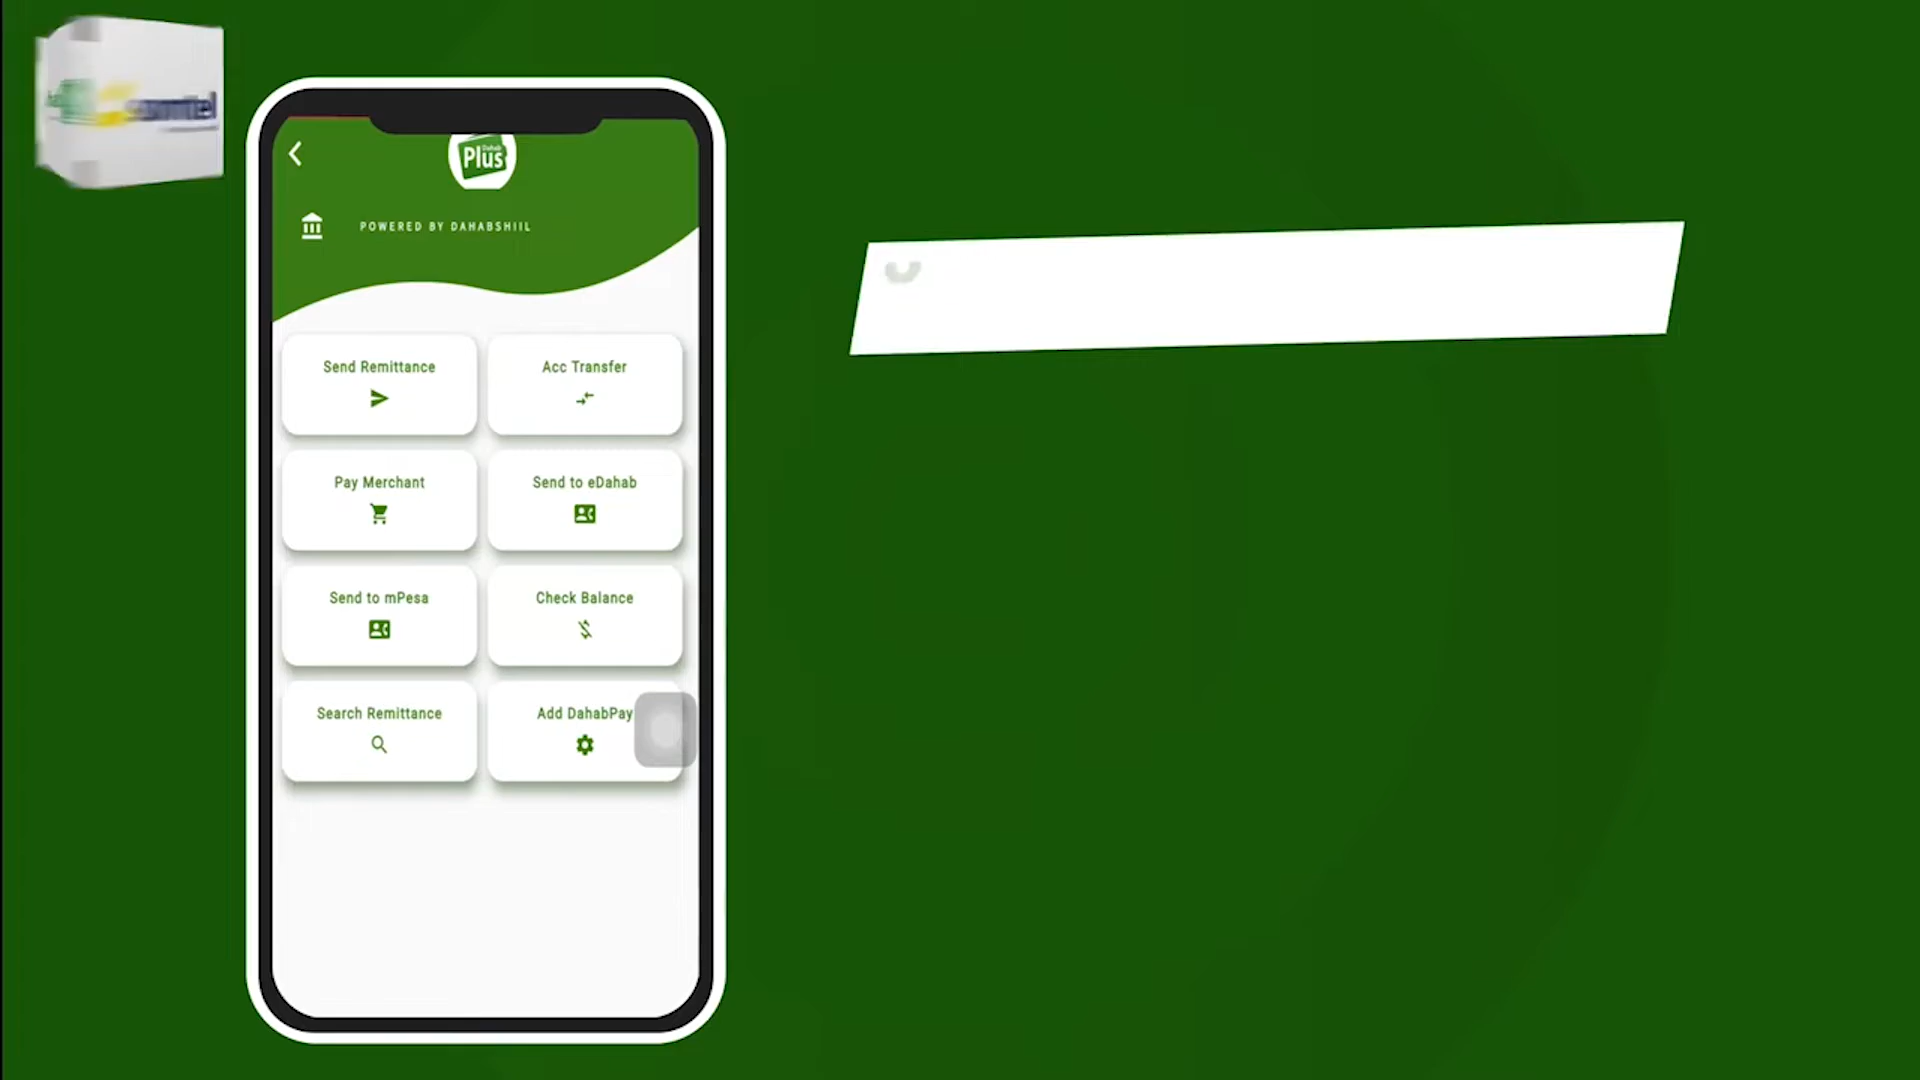 Dahab
Plus
POWERED BY DAHABSHIIL
Send Remittance
Acc Transfer
Pay Merchant
Send to eDahab
Send to mPesa
Check Balance
Search Remittance
Add DahabPay